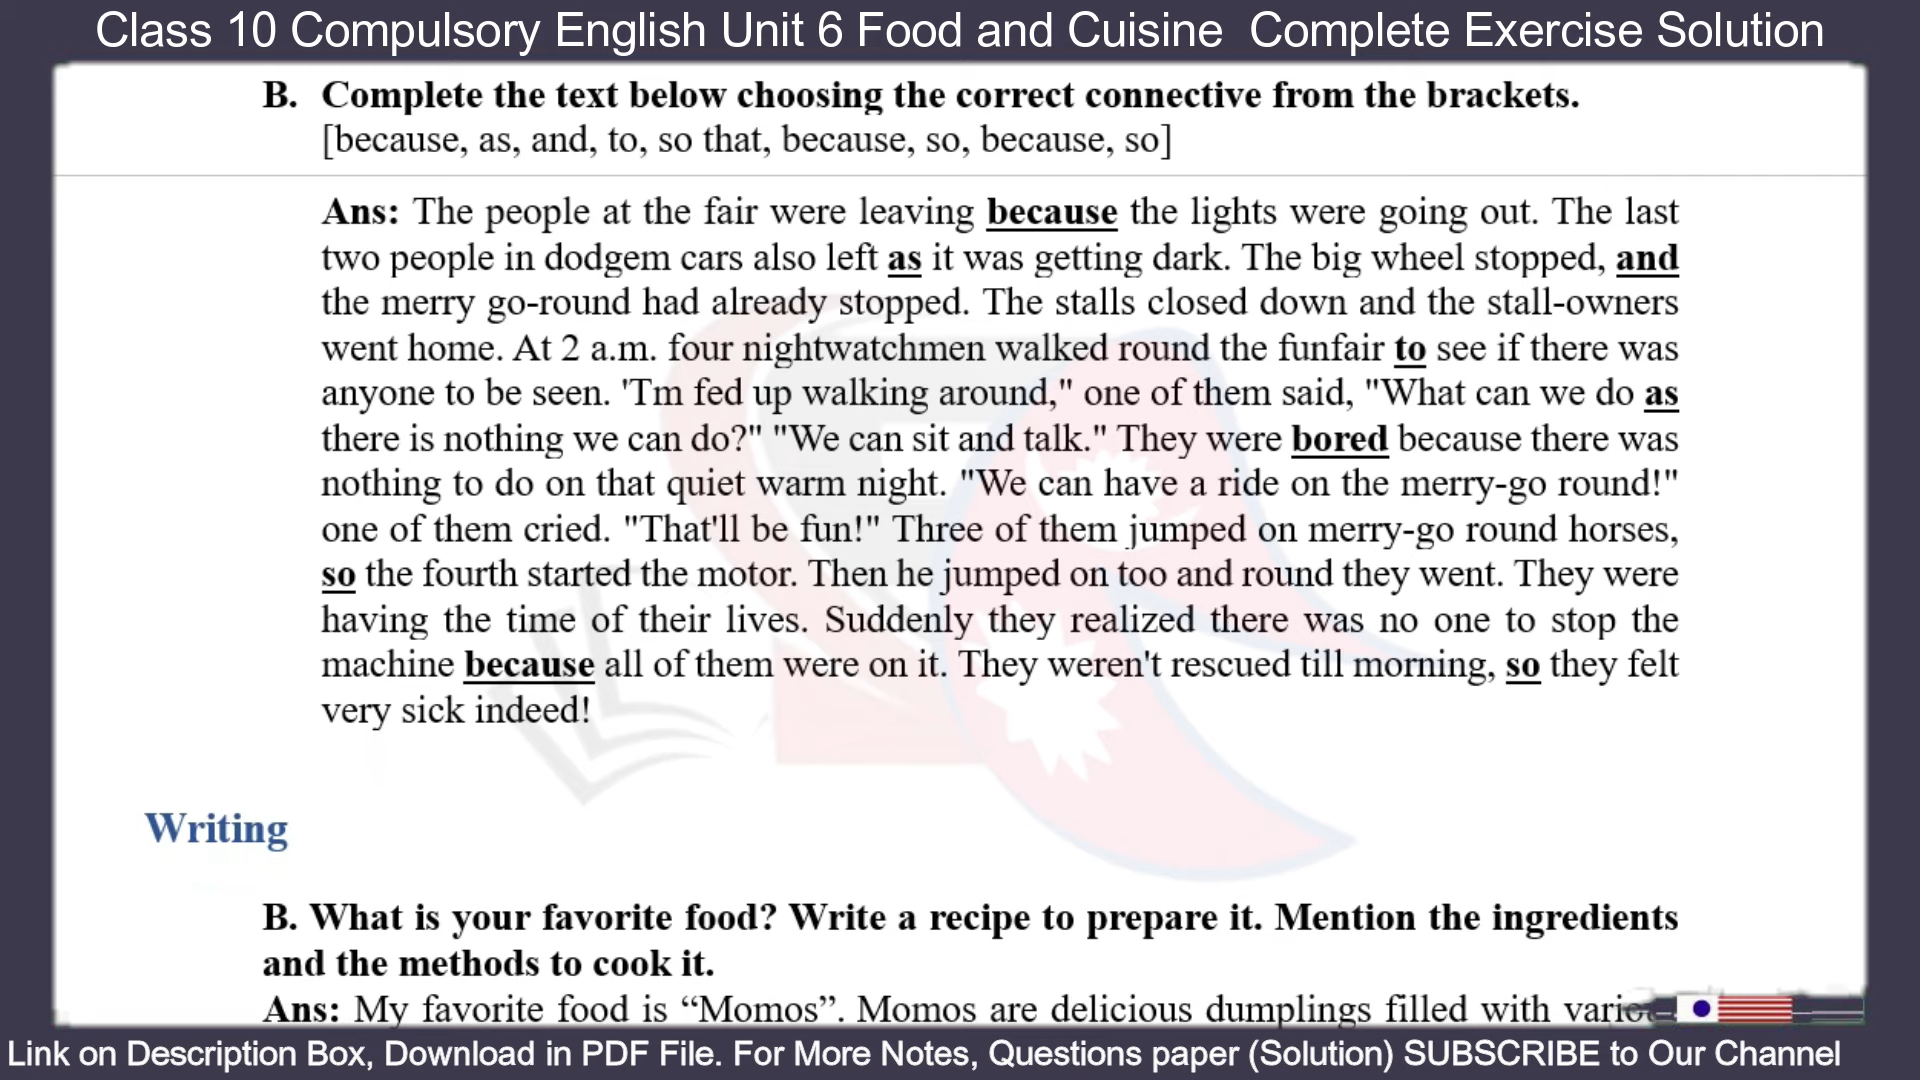 Class 10 Compulsory English Unit 6 Food and Cuisine Complete Exercise Solution
B. Complete the text below choosing the correct connective from the brackets.
[because, as, and, to, so that, because, so, because, so]
Ans: The people at the fair were leaving because the lights were going out. The last
two people in dodgem cars also left as it was getting dark. The big wheel stopped, and
the merry go-round had already stopped. The stalls closed down and the stall-owners
went home. At 2 a.m. four nightwatchmen walked round the funfair to see if there was
anyone to be seen. 'Tm fed up walking around," one of them said, "What can we do as
there is nothing we can do?" "We can sit and talk." They were bored because there was
nothing to do on that quiet warm night. "We can have a ride on the merry-go round!"
one of them cried. "That'll be fun!" Three of them jumped on merry-go round horses,
so the fourth started the motor. Then he jumped on too and round they went. They were
having the time of their lives. Suddenly they realized there was no one to stop the
machine because all of them were on it. They weren't rescued till morning, so they felt
very sick indeed!
Writing
B. What is your favorite food? Write a recipe to prepare it. Mention the ingredients
and the methods to cook it.
Ans: My favorite food is “Momos”. Momos are delicious dumplings filled with
Link on Description Box, Download in PDF File. For More Notes, Questions paper (Solution) SUBSCRIBE to Our Channel